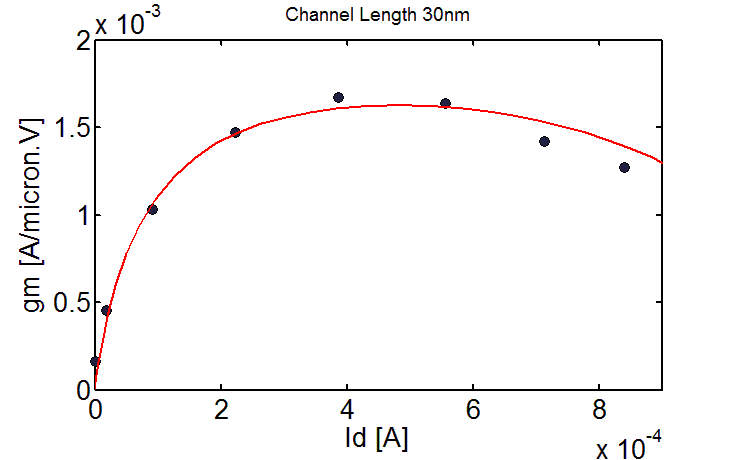 Channel Length 30nm
x 10^-3
2
1.5
1
0.5
0
gm [A/micron.V]
0 2 4 6 8
Id [A]
x 10^-4